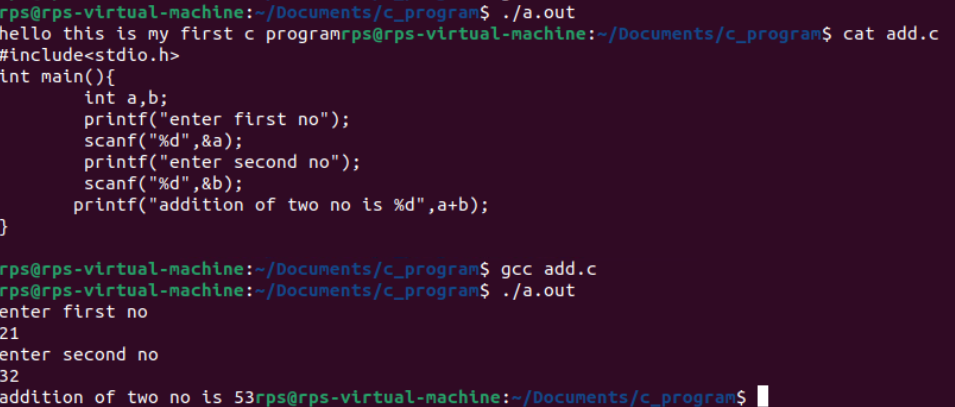 rps@rps-virtual-machine:~/Documents/c_program$ ./a.out
hello this is my first c programrps@rps-virtual-machine:~/Documents/c_program$ cat add.c
#include<stdio.h>
int main(){
        int a,b;
        printf("enter first no");
        scanf("%d",&a);
        printf("enter second no");
        scanf("%d",&b);
       printf("addition of two no is %d",a+b);
}
rps@rps-virtual-machine:~/Documents/c_program$ gcc add.c
rps@rps-virtual-machine:~/Documents/c_program$ ./a.out
enter first no
21
enter second no
32
addition of two no is 53rps@rps-virtual-machine:~/Documents/c_program$